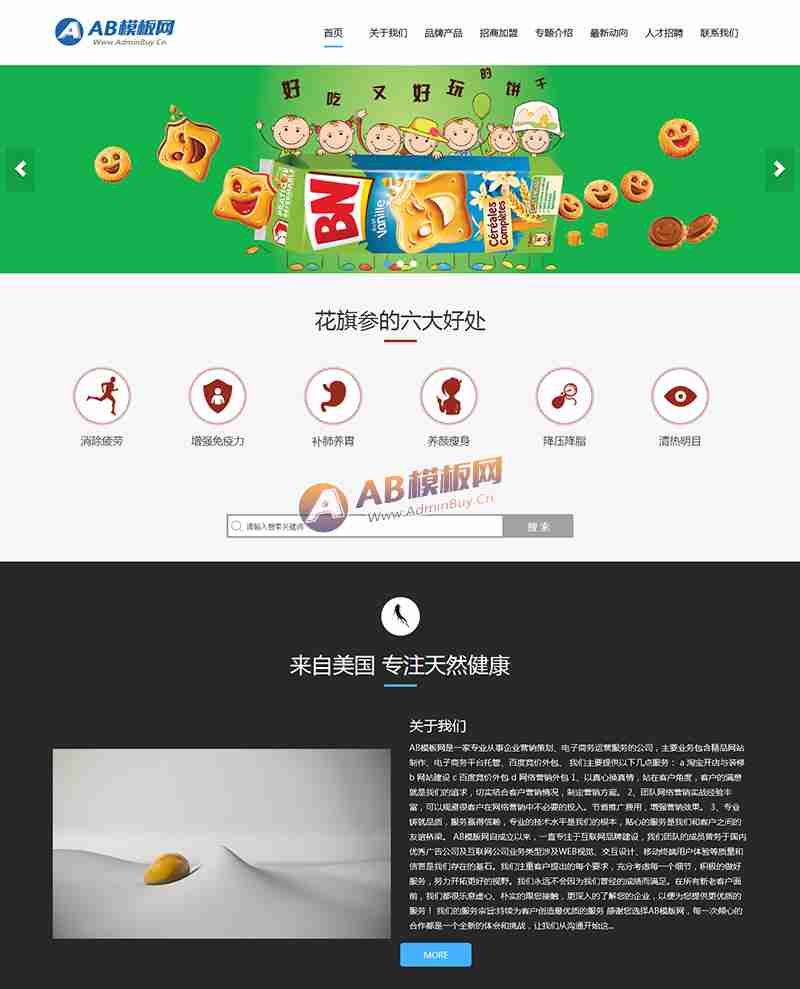 AB模板网
Www.AdminBuy.Cn
首页 关于我们 品牌产品 招商加盟 专题介绍 最新动向 人才招聘 联系我们
好吃又好玩的饼干
BN
Vanille
Céréales
Complètes
花旗参的六大好处
消除疲劳 增强免疫力 补肺养胃 养颜瘦身 降压降脂 清热明目
AB模板网
Www.AdminBuy.Cn
请输入搜索关键词
搜 索
来自美国 专注天然健康
关于我们
AB模板网是一家专业从事企业营销策划、电子商务运营服务的公司，主要业务包含精品网站
制作、电子商务平台托管、百度竞价外包、 我们主要提供以下几点服务： a 淘宝开店与装修
b 网站建设 c 百度竞价外包 d 网络营销外包 1、以真心换真情，站在客户角度，客户的满意
就是我们的追求，切实结合客户营销情况，制定营销方案。 2、团队网络营销实战经验丰
富，可以规避很客户在网络营销中不必要的投入。节省推广费用，增强营销效果。 3、专业
铸就品质，服务赢得信赖，专业的技术水平是我们的根本，贴心的服务是我们和客户之间的
友谊桥梁。 AB模板网自成立以来，一直专注于互联网品牌建设，我们团队的成员曾务于国内
优秀广告公司及互联网公司业务类型涉及WEB视觉、交互设计、移动终端用户体验等质量和
信誉是我们存在的基石。我们注重客户提出的每个要求，充分考虑每一个细节，积极的做好
服务，努力开拓更好的视野。我们永远不会因为我们曾经的成绩而满足。在所有新老客户面
前，我们都很乐意虚心、朴实的跟您接触，更深入的了解您的企业，以便为您提供更优质的
服务！ 我们的服务宗旨:持续为客户创造最优质的服务 感谢您选择AB模板网，每一次倾心的
合作都是一个全新的体会和挑战，让我们从沟通开始这...
MORE